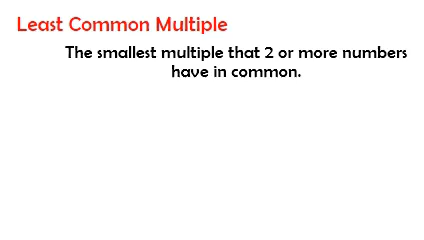 Least Common Multiple
The smallest multiple that 2 or more numbers
have in common.